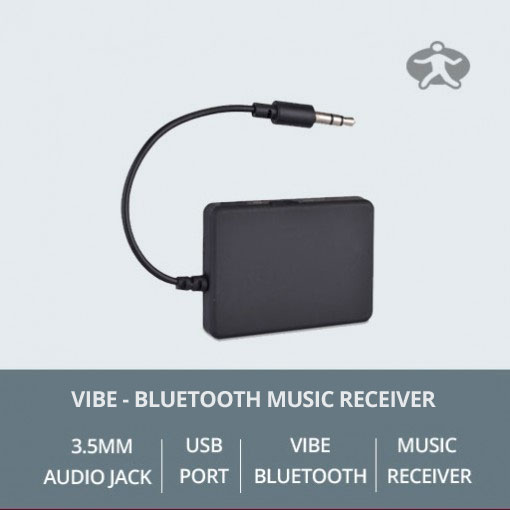 VIBE - BLUETOOTH MUSIC RECEIVER
3.5MM
AUDIO JACK
USB
PORT
VIBE
BLUETOOTH
MUSIC
RECEIVER